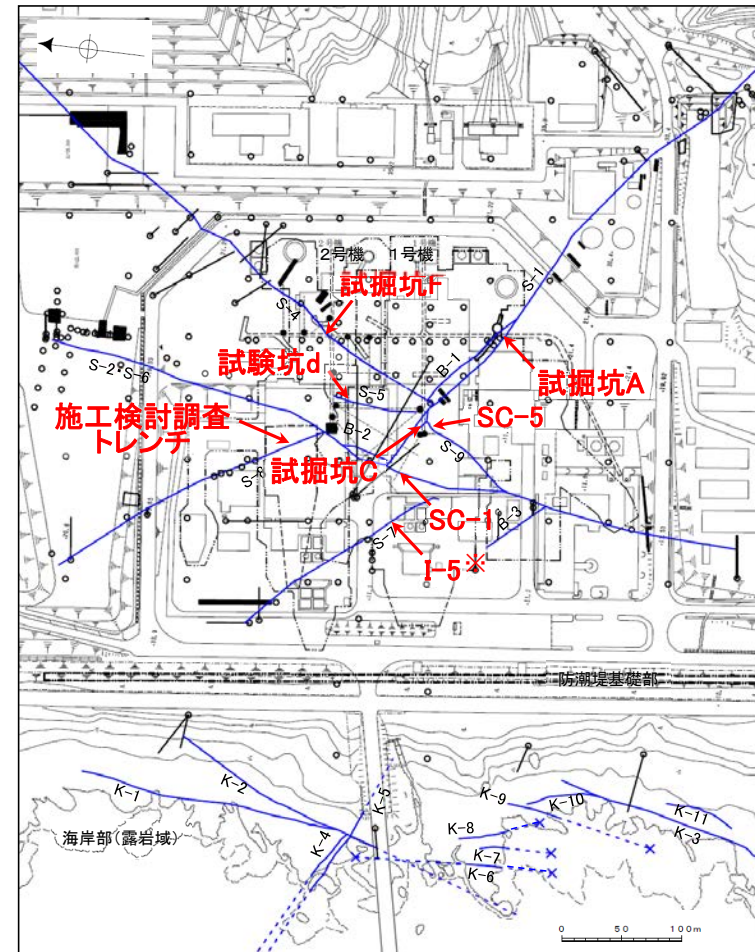 2号機
1号機
試掘坑F
S-4
S-1
試験坑d
S-2・S-6
S-5
B-1
試掘坑A
施工検討調査
トレンチ
B-2
SC-5
試掘坑C
S-9
SC-1
S-7
B-3
I-5※
防潮堤基礎部
K-1
K-2
K-5
K-9
K-10
K-11
海岸部(露岩域)
K-4
K-8
K-3
K-7
K-6
0 50 100m